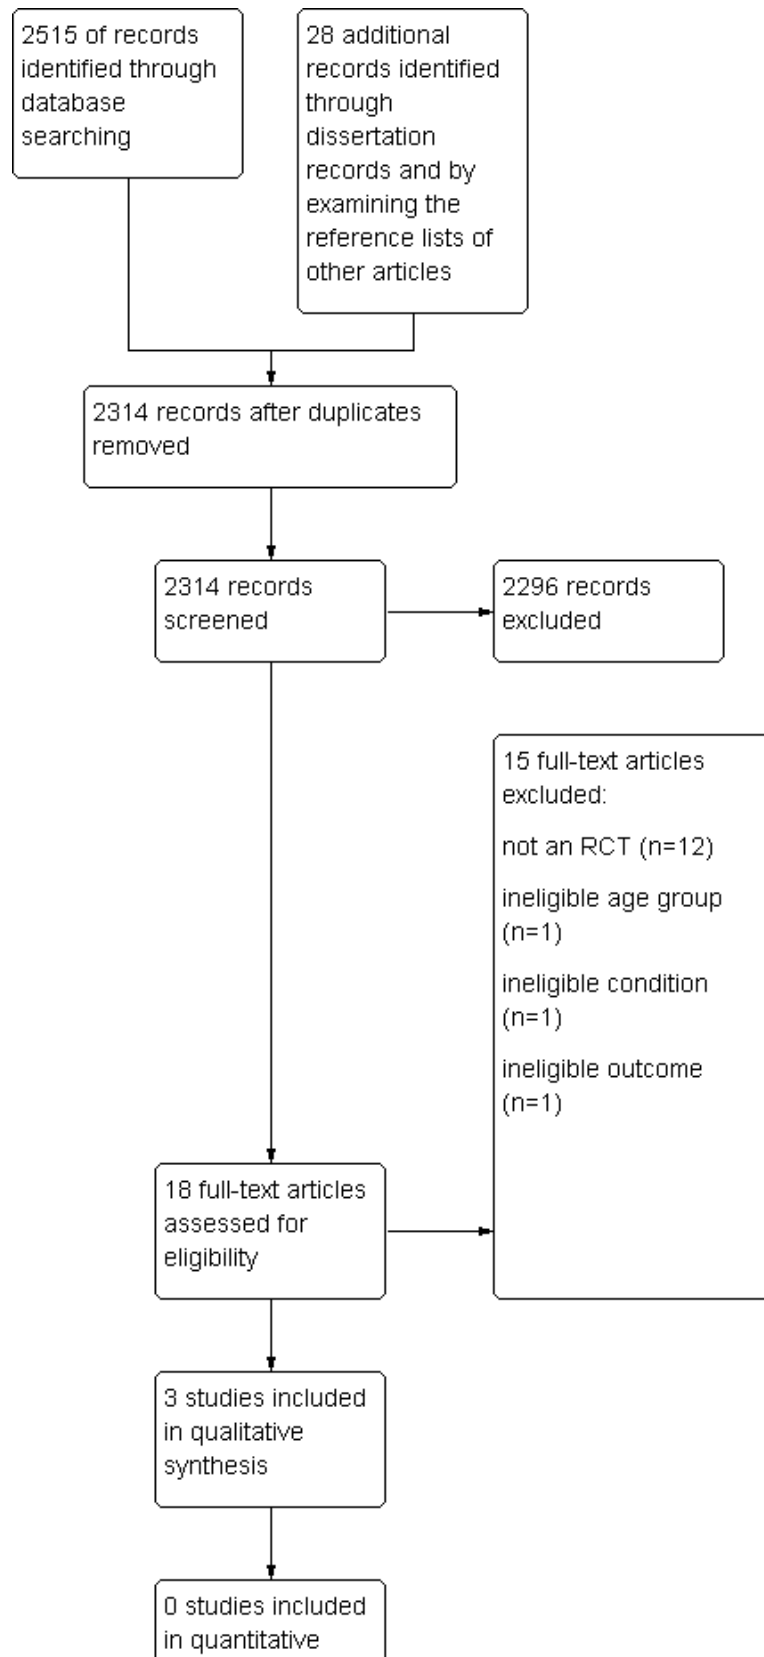 2515 of records
identified through
database
searching
28 additional
records identified
through
dissertation
records and by
examining the
reference lists of
other articles
2314 records after duplicates
removed
2314 records
screened
2296 records
excluded
15 full-text articles
excluded:
not an RCT (n=12)
ineligible age group
(n=1)
ineligible condition
(n=1)
ineligible outcome
(n=1)
18 full-text articles
assessed for
eligibility
3 studies included
in qualitative
synthesis
0 studies included
in quantitative